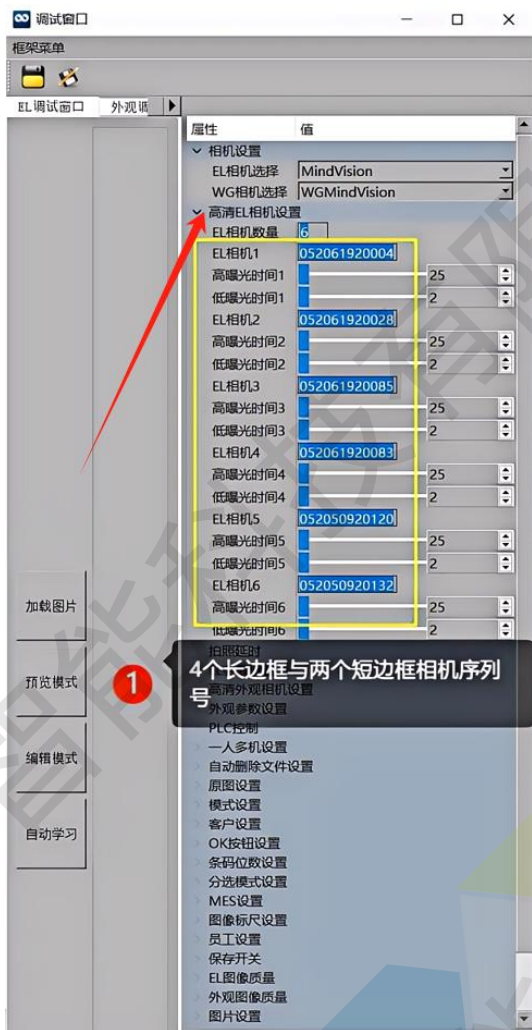 调试窗口
框架菜单
EL调试窗口 外观调
属性 值
相机设置
EL相机选择 MindVision
WG相机选择 WGMindVision
高清EL相机设置
EL相机数量 6
EL相机1 052061920004
高曝光时间1 25
低曝光时间1 2
EL相机2 052061920028
高曝光时间2 25
低曝光时间2 2
EL相机3 052061920085
高曝光时间3 25
低曝光时间3 2
EL相机4 052061920083
高曝光时间4 25
低曝光时间4 2
EL相机5 052050920120
高曝光时间5 25
低曝光时间5 2
EL相机6 052050920132
高曝光时间6 25
低曝光时间6 2
拍照延时
1
4个长边框与两个短边框相机序列号
高清外观相机设置
外观参数设置
PLC控制
一人多机设置
自动删除文件设置
原图设置
模式设置
客户设置
OK按钮设置
条码位数设置
分选模式设置
MES设置
图像标尺设置
员工设置
保存开关
EL图像质量
外观图像质量
图片设置
加载图片
预览模式
编辑模式
自动学习
智能科技有限